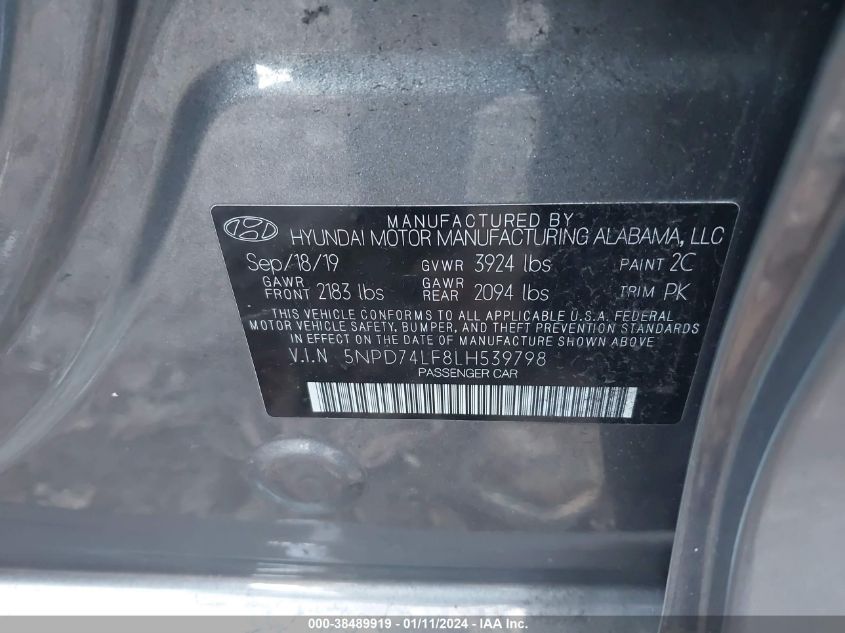 MANUFACTURED BY
HYUNDAI MOTOR MANUFACTURING ALABAMA, LLC
Sep/18/19 GVWR 3924 lbs PAINT 2C
GAWR FRONT 2183 lbs GAWR REAR 2094 lbs TRIM PK
THIS VEHICLE CONFORMS TO ALL APPLICABLE U.S.A. FEDERAL
MOTOR VEHICLE SAFETY, BUMPER, AND THEFT PREVENTION STANDARDS
IN EFFECT ON THE DATE OF MANUFACTURE SHOWN ABOVE
V.I.N 5NPD74LF8LH539798
PASSENGER CAR
000-38489919 - 01/11/2024 - IAAI.com.